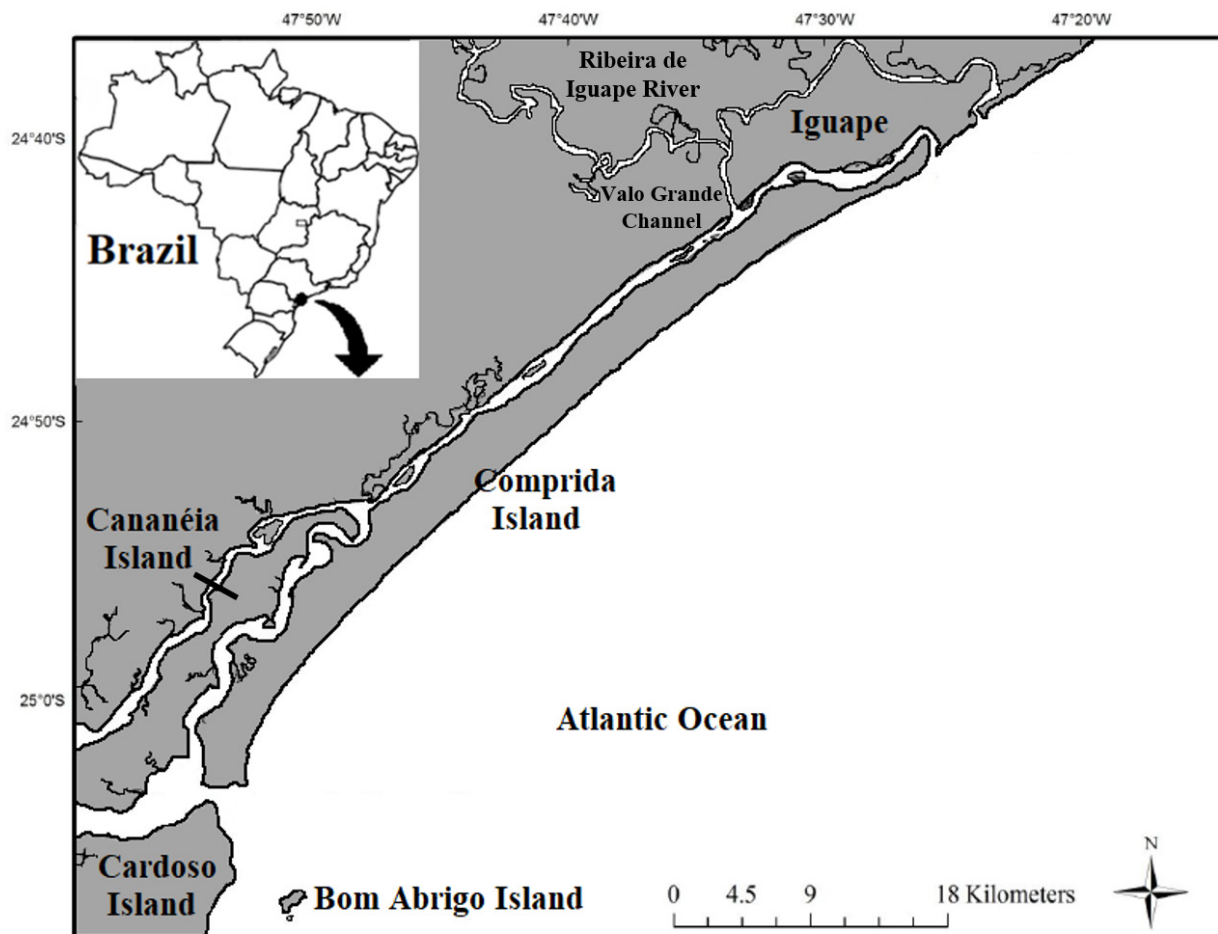 47°50'W
47°40'W
47°30'W
47°20'W
Ribeira de
Iguape River
Iguape
24°40'S
Valo Grande
Channel
Brazil
24°50'S
Comprida
Island
Cananéia
Island
25°0'S
Atlantic Ocean
Cardoso
Island
Bom Abrigo Island
0 4.5 9 18 Kilometers
N